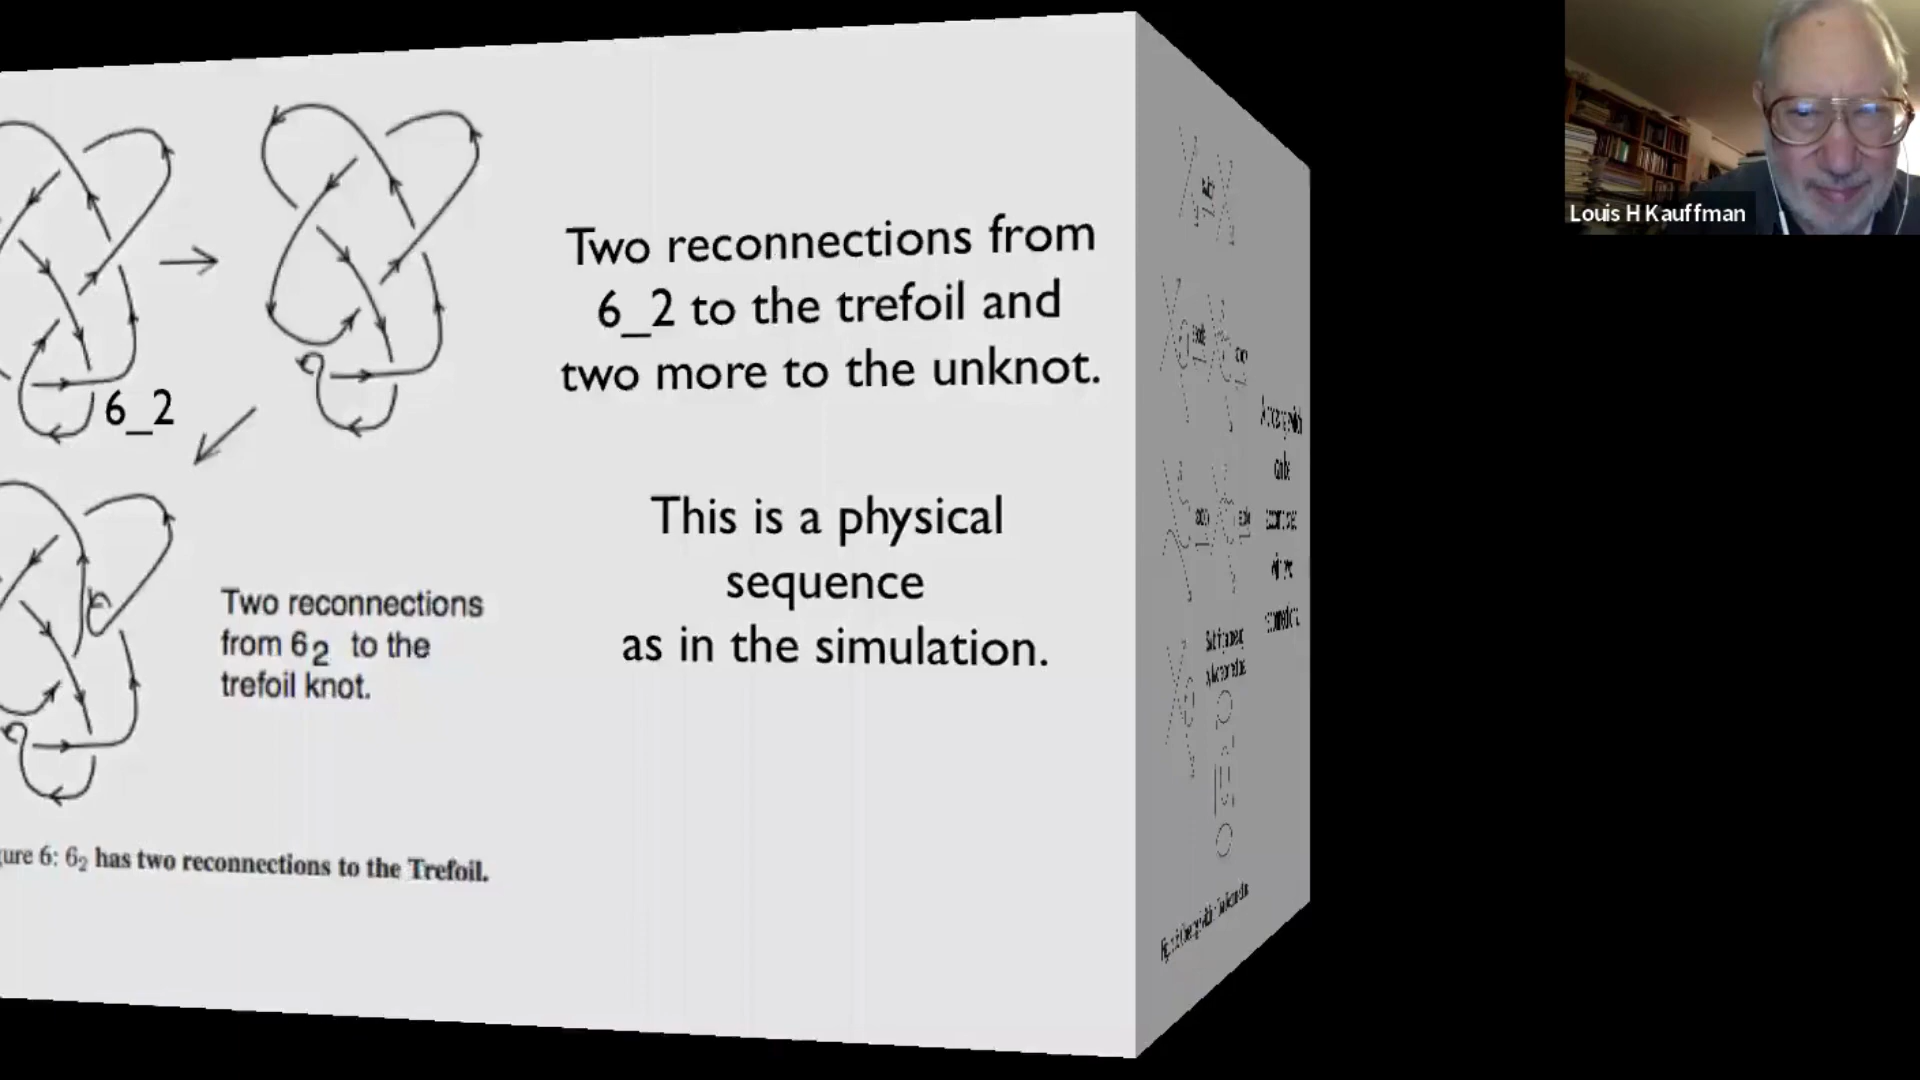 6_2
Two reconnections
from 6₂ to the
trefoil knot.
ure 6: 6₂ has two reconnections to the Trefoil.
Two reconnections from
6_2 to the trefoil and
two more to the unknot.
This is a physical
sequence
as in the simulation.
Louis H Kauffman